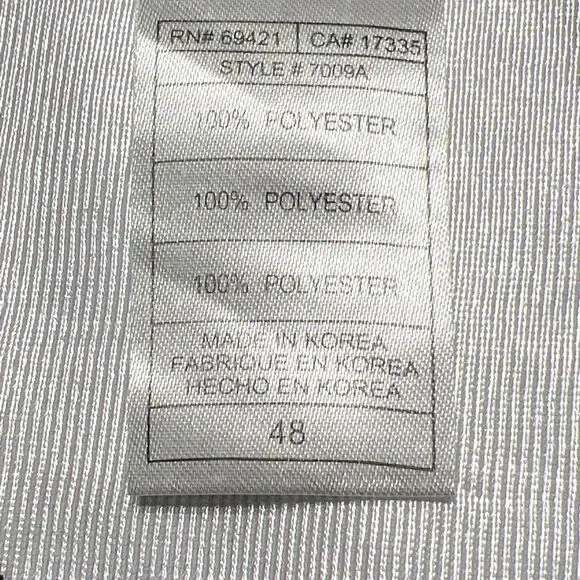 RN# 69421 CA# 17335
STYLE # 7009A
100% POLYESTER
100% POLYESTER
100% POLYESTER
MADE IN KOREA
FABRIQUE EN KOREA
HECHO EN KOREA
48